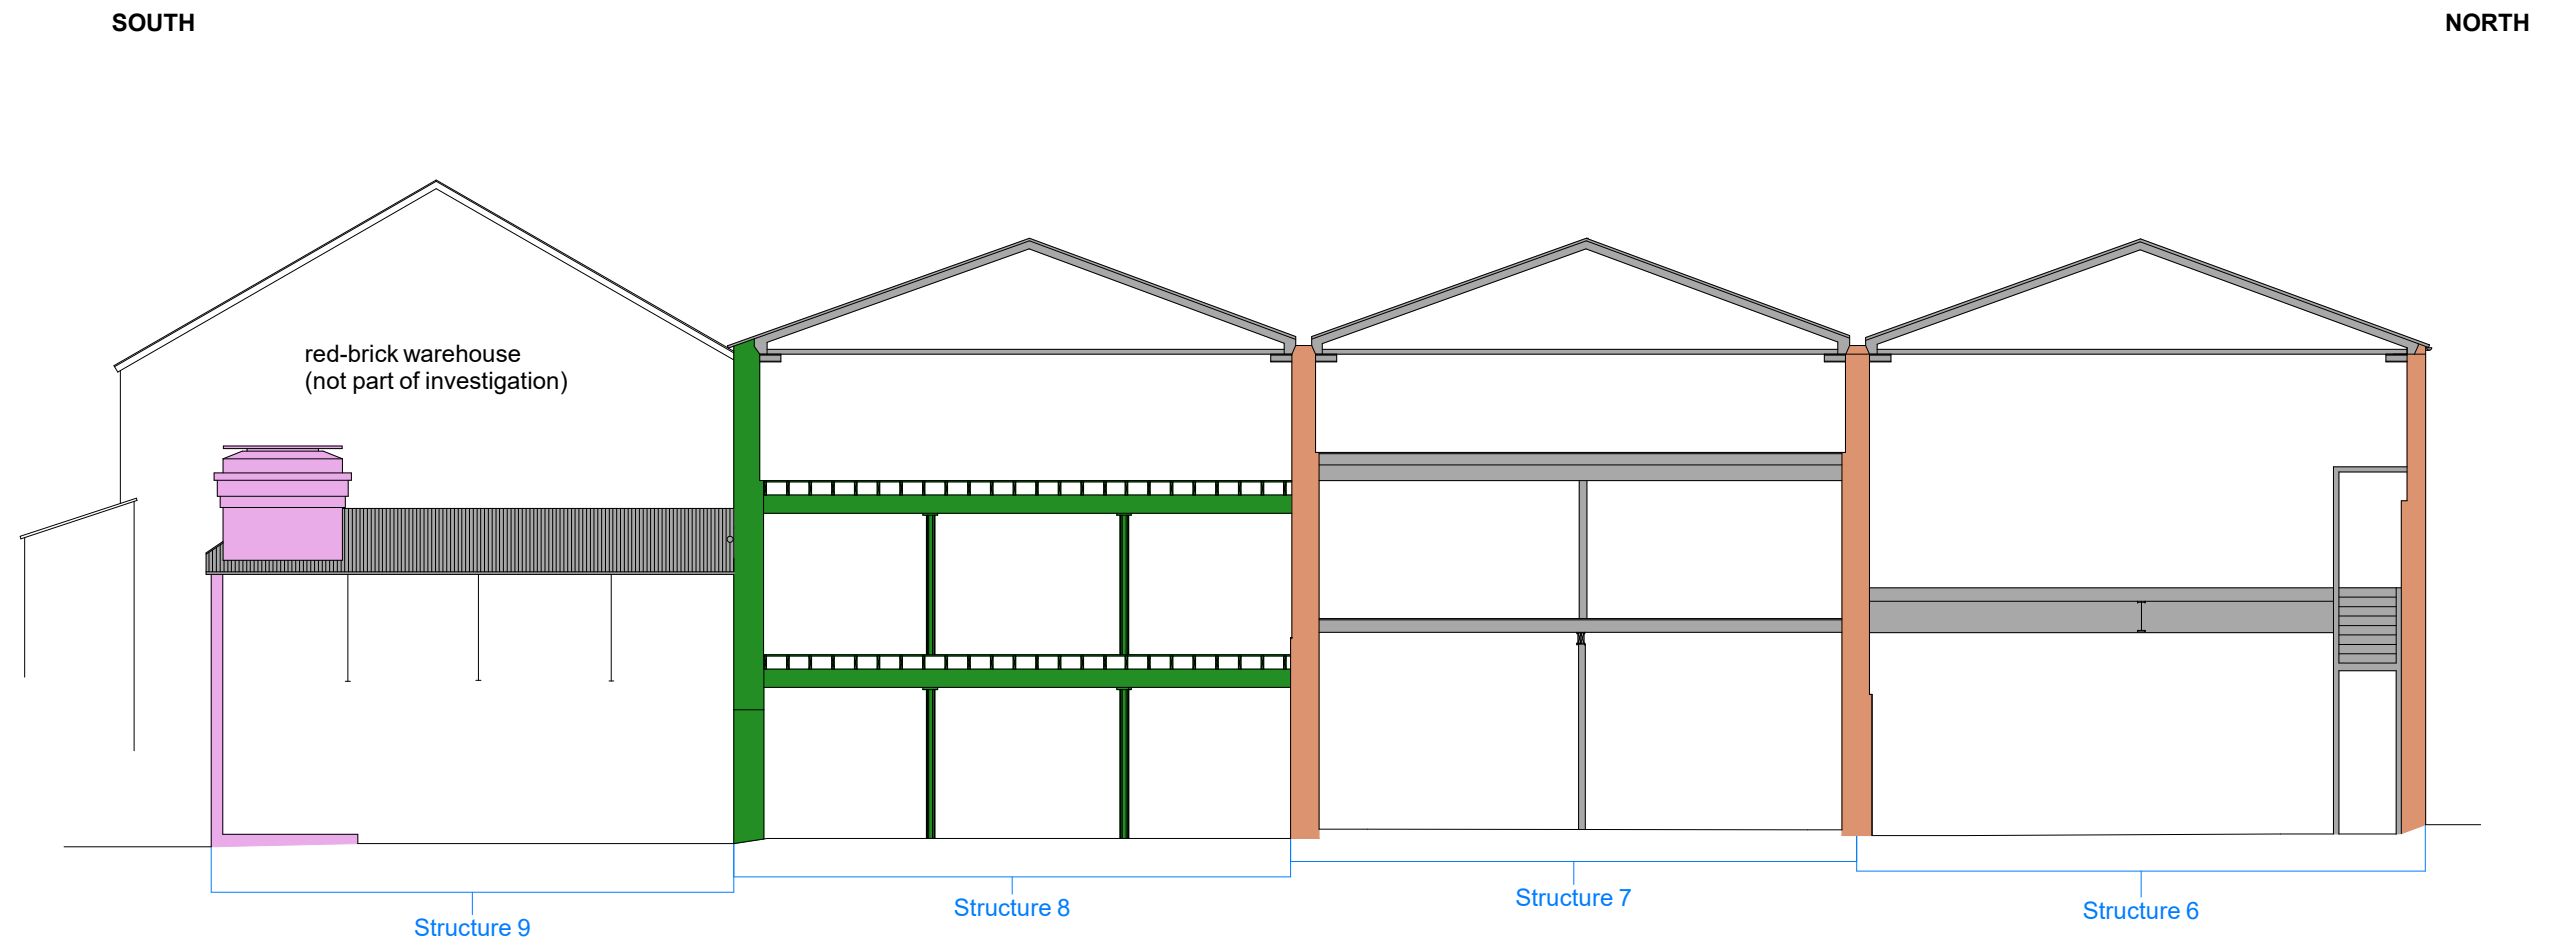 SOUTH
NORTH
red-brick warehouse
(not part of investigation)
Structure 9
Structure 8
Structure 7
Structure 6